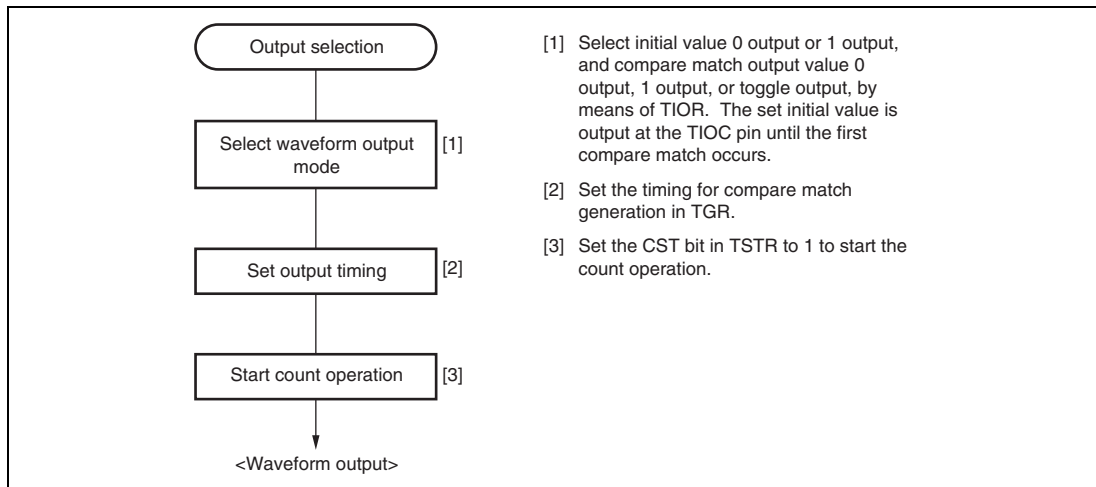 Output selection
Select waveform output
mode
[1]
Set output timing
[2]
Start count operation
[3]
<Waveform output>
[1] Select initial value 0 output or 1 output,
and compare match output value 0
output, 1 output, or toggle output, by
means of TIOR. The set initial value is
output at the TIOC pin until the first
compare match occurs.
[2] Set the timing for compare match
generation in TGR.
[3] Set the CST bit in TSTR to 1 to start the
count operation.